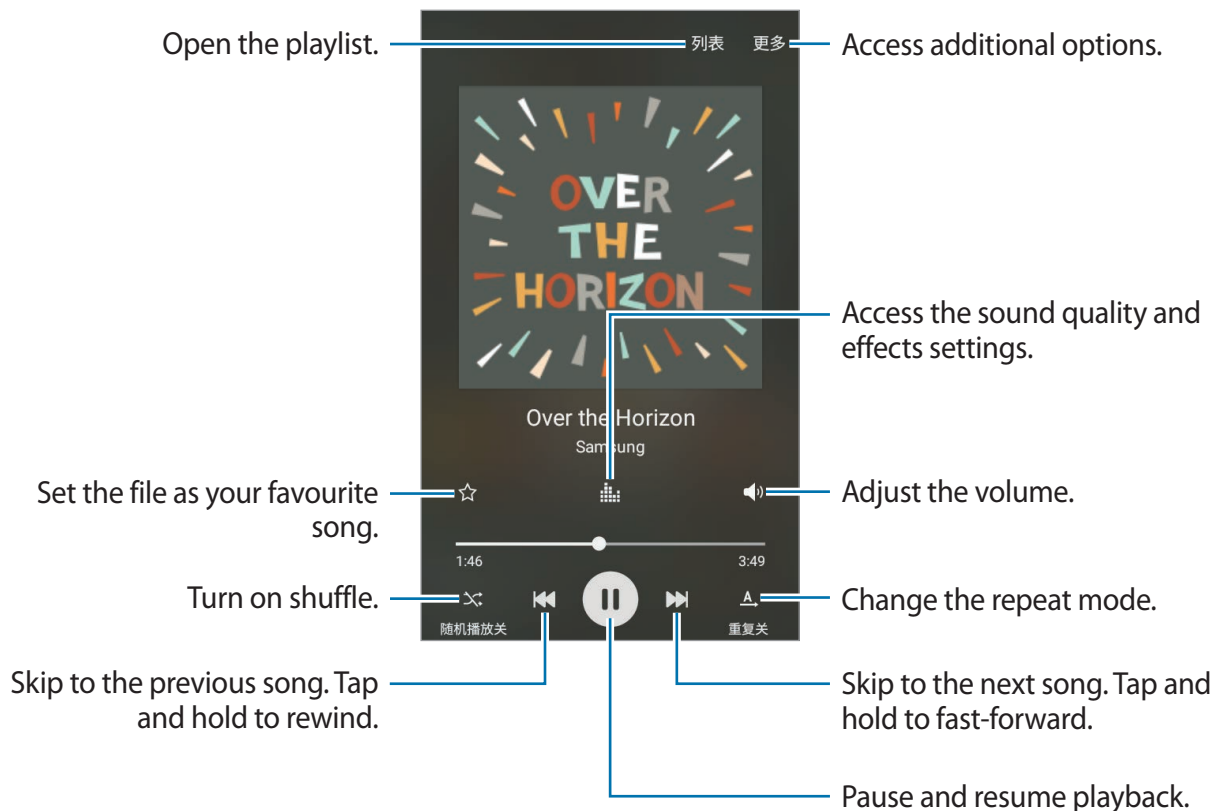 Open the playlist.
列表
更多
Access additional options.
OVER
THE
HORIZON
Access the sound quality and
effects settings.
Over the Horizon
Samsung
Set the file as your favourite
song.
Adjust the volume.
1:46
3:49
Turn on shuffle.
A
Change the repeat mode.
随机播放关
重复关
Skip to the previous song. Tap
and hold to rewind.
Skip to the next song. Tap and
hold to fast-forward.
Pause and resume playback.